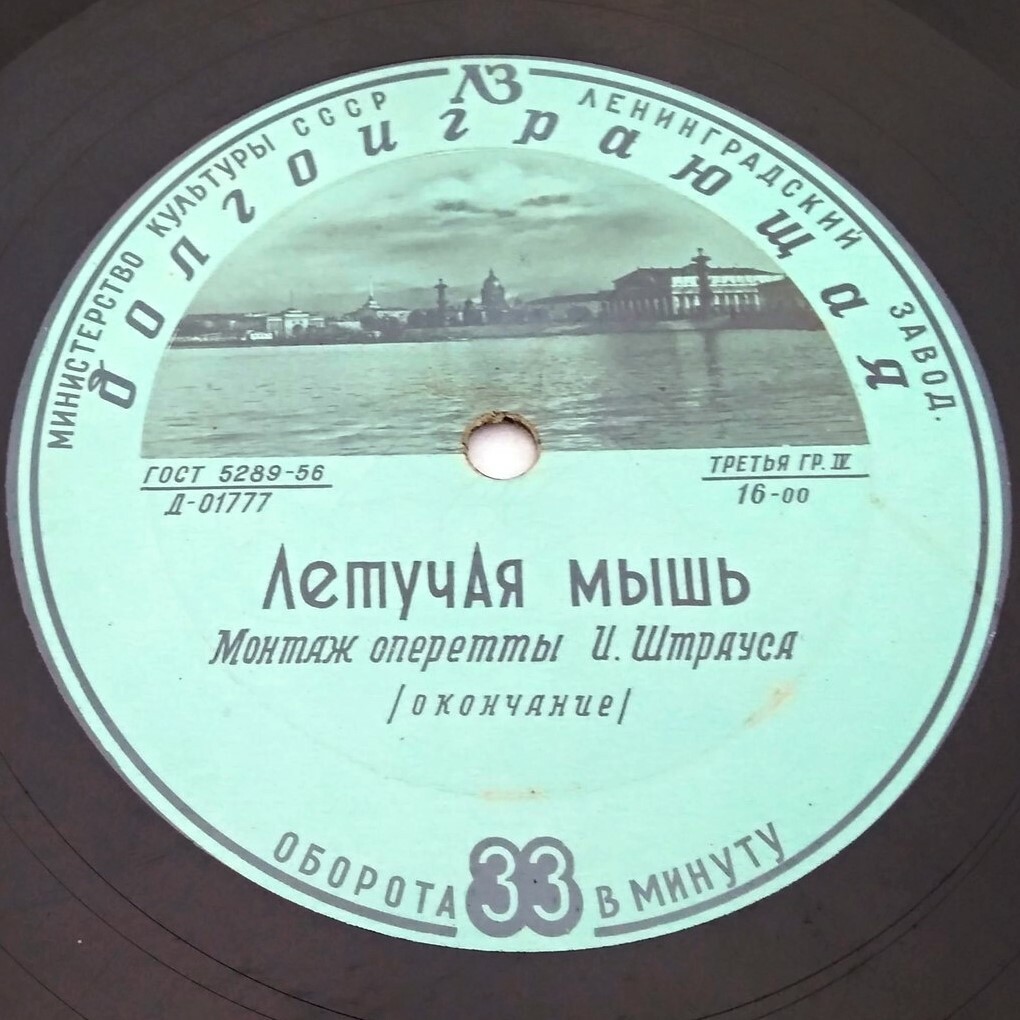 МИНИСТЕРСТВО КУЛЬТУРЫ СССР ЛЗ ЛЕНИНГРАДСКИЙ ЗАВОД.
долгоиграющая
ГОСТ 5289-56
Д-01777
ТРЕТЬЯ ГР. IV
16-00
Летучая мышь
Монтаж оперетты И. Штрауса
/окончание/
ОБОРОТА 33 В МИНУТУ